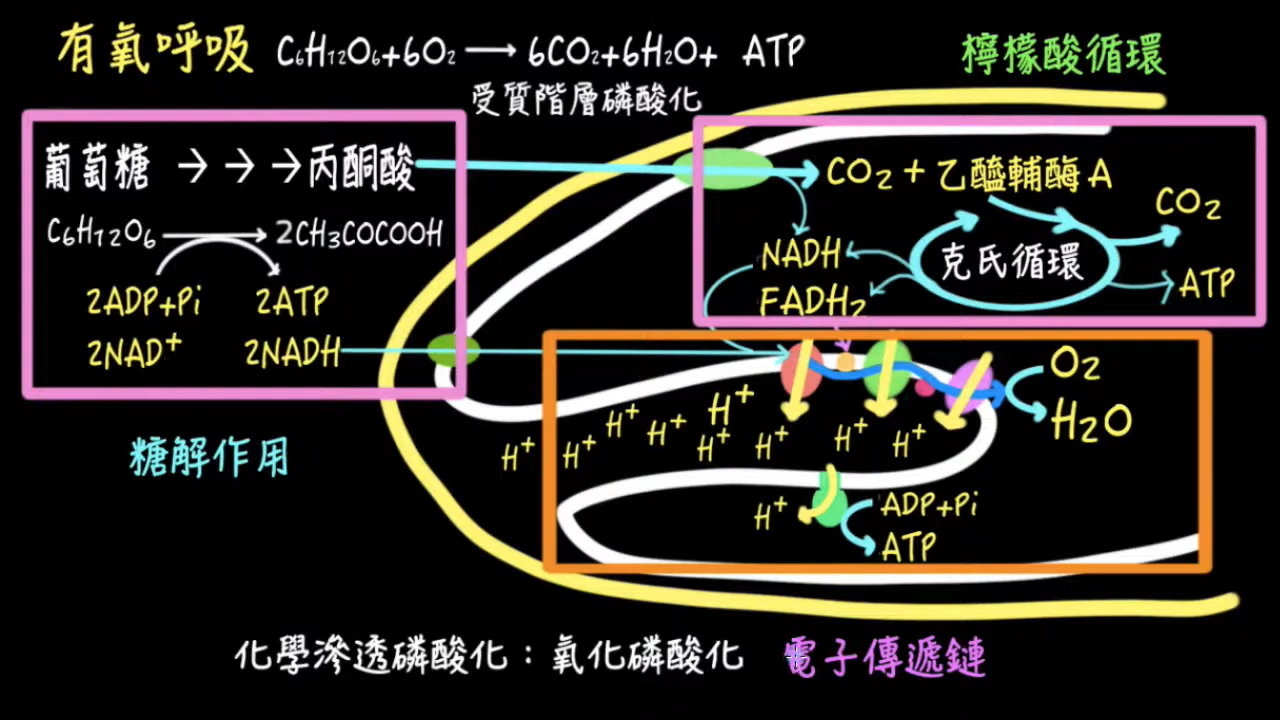 有氧呼吸 C₆H₁₂O₆+6O₂→6CO₂+6H₂O+ ATP
檸檬酸循環
受質階層磷酸化
葡萄糖 →→→丙酮酸
C₆H₁₂O₆→2CH₃COCOOH
2ADP+Pi 2ATP
2NAD⁺ 2NADH
糖解作用
CO₂+乙醯輔酶A
CO₂
NADH
克氏循環
FADH₂
ATP
O₂
H₂O
H⁺ H⁺ H⁺ H⁺ H⁺ H⁺ H⁺ H⁺ H⁺
H⁺
ADP+Pi
ATP
化學滲透磷酸化：氧化磷酸化 電子傳遞鏈